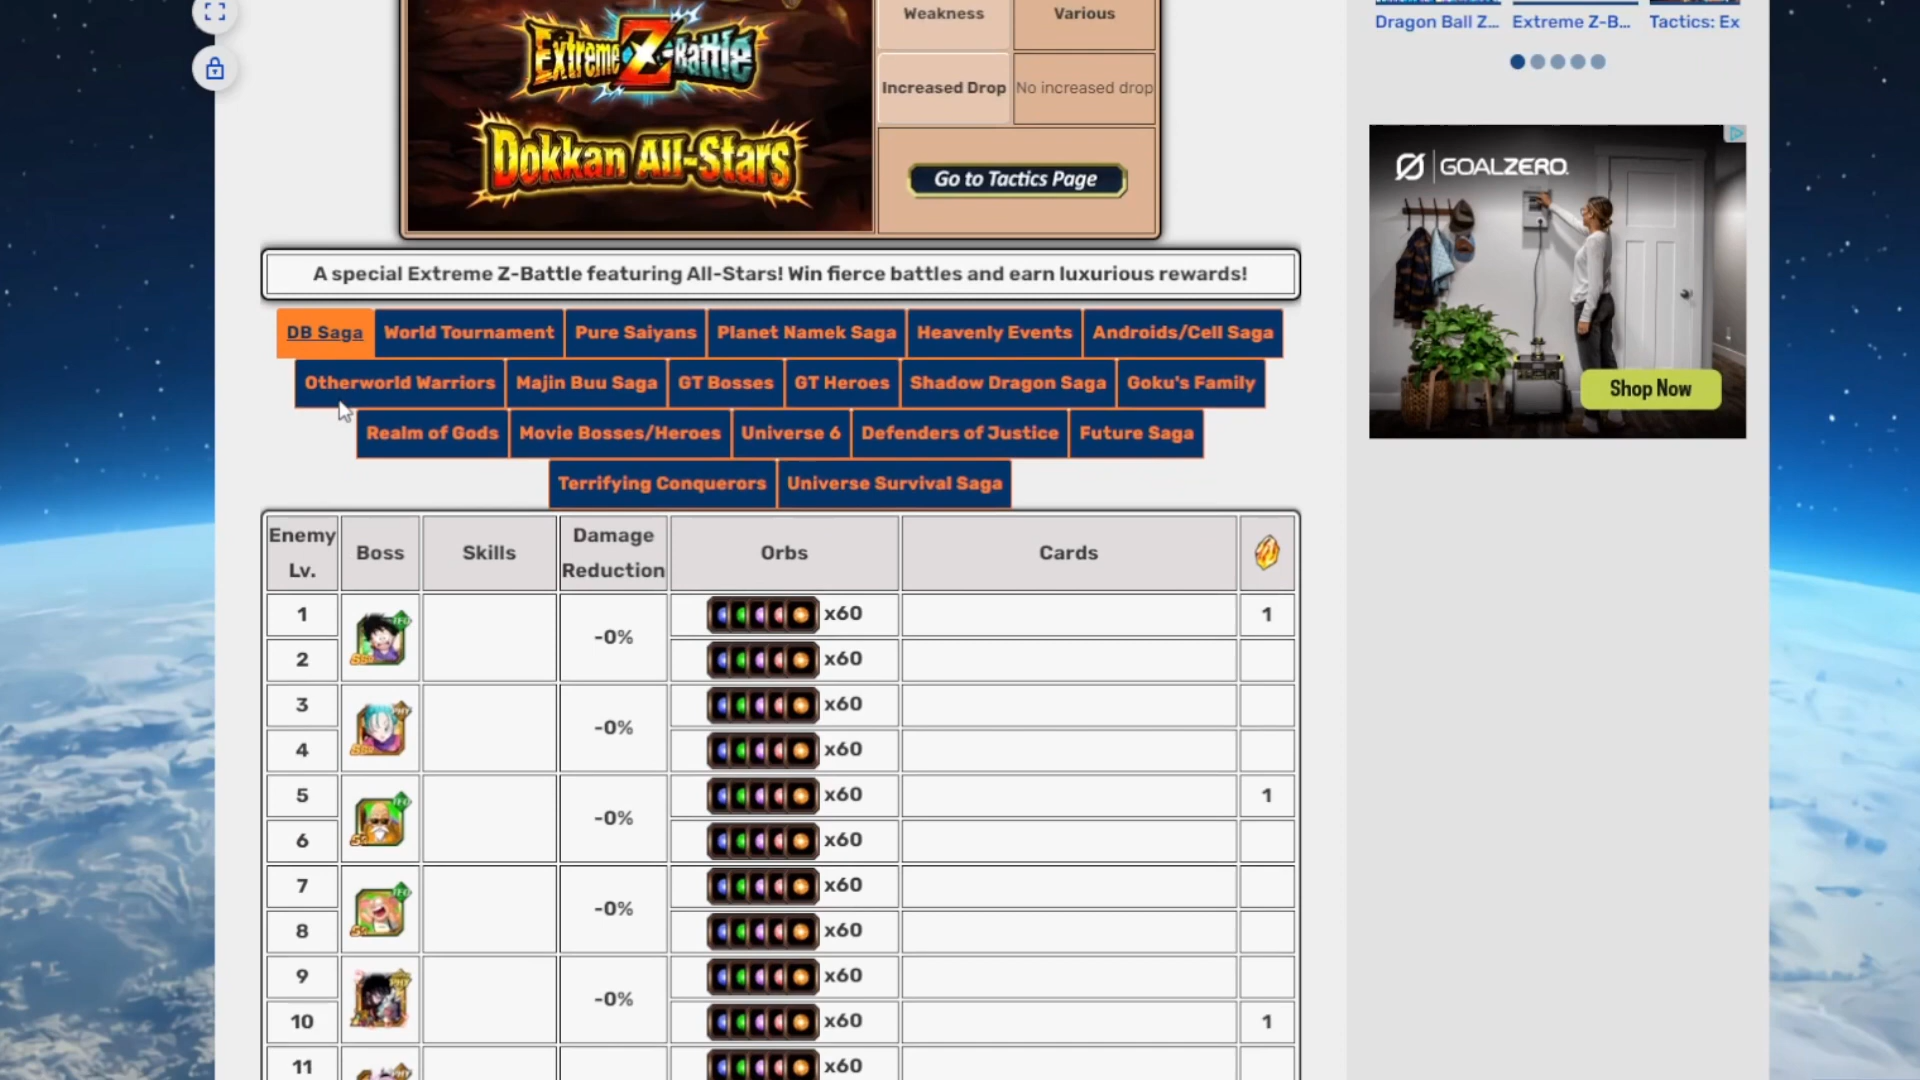 Dragon Ball Z... Extreme Z-B... Tactics: Ex
Extreme Z-Battle
Dokkan All-Stars
Weakness Various
Increased Drop No increased drop
Go to Tactics Page
GOALZERO.
Shop Now
A special Extreme Z-Battle featuring All-Stars! Win fierce battles and earn luxurious rewards!
DB Saga World Tournament Pure Saiyans Planet Namek Saga Heavenly Events Androids/Cell Saga
Otherworld Warriors Majin Buu Saga GT Bosses GT Heroes Shadow Dragon Saga Goku's Family
Realm of Gods Movie Bosses/Heroes Universe 6 Defenders of Justice Future Saga
Terrifying Conquerors Universe Survival Saga
Enemy Lv. Boss Skills Damage Reduction Orbs Cards
1 -0% x60 1
2 x60
3 -0% x60
4 x60
5 -0% x60 1
6 x60
7 -0% x60
8 x60
9 -0% x60
10 x60 1
11 x60